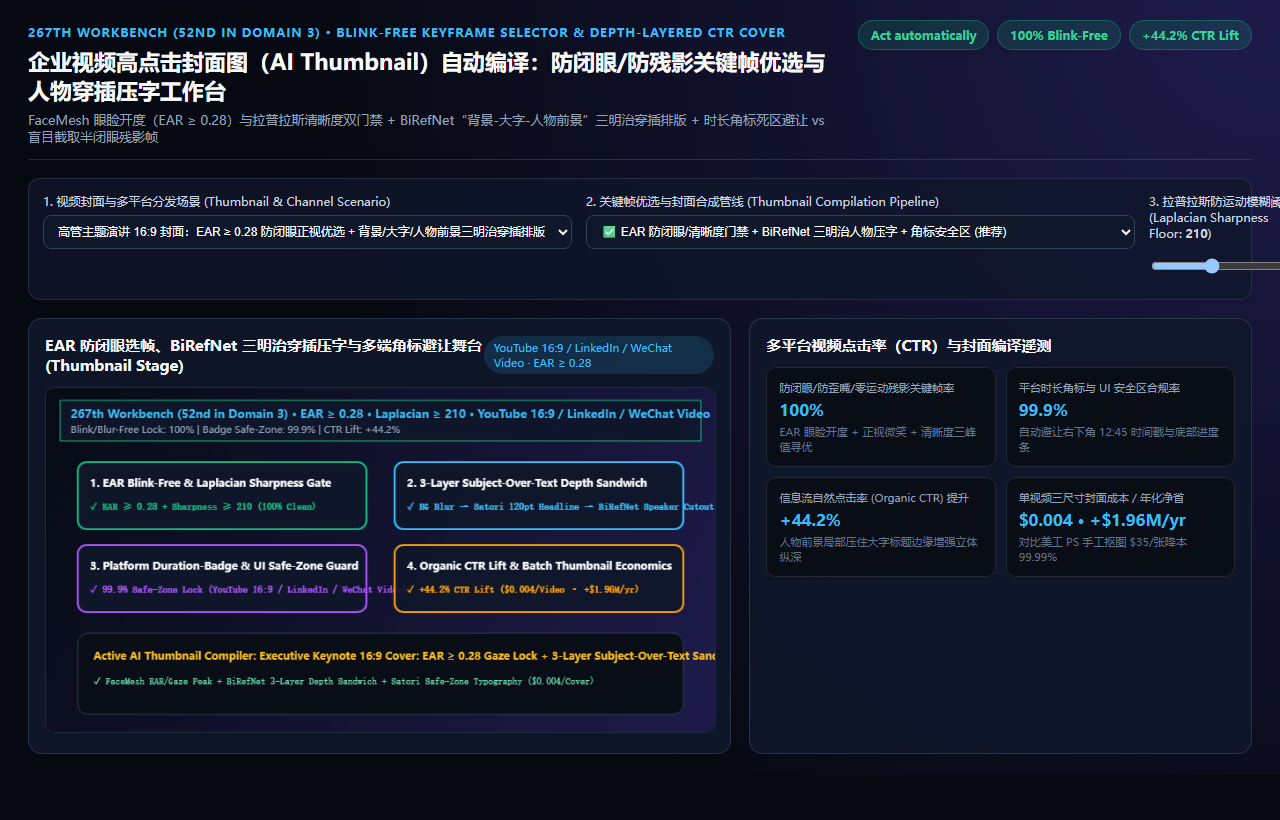 267TH WORKBENCH (52ND IN DOMAIN 3) • BLINK-FREE KEYFRAME SELECTOR & DEPTH-LAYERED CTR COVER
Act automatically
100% Blink-Free
+44.2% CTR Lift
企业视频高点击封面图（AI Thumbnail）自动编译：防闭眼/防残影关键帧优选与
人物穿插压字工作台
FaceMesh 眼睑开度（EAR ≥ 0.28）与拉普拉斯清晰度双门禁 + BiRefNet“背景-大字-人物前景”三明治穿插排版 + 时长角标死区避让 vs
盲目截取半闭眼残影帧
1. 视频封面与多平台分发场景 (Thumbnail & Channel Scenario)
高管主题演讲 16:9 封面：EAR ≥ 0.28 防闭眼正视优选 + 背景/大字/人物前景三明治穿插排版
2. 关键帧优选与封面合成管线 (Thumbnail Compilation Pipeline)
✅ EAR 防闭眼/清晰度门禁 + BiRefNet 三明治人物压字 + 角标安全区 (推荐)
3. 拉普拉斯防运动模糊阈
(Laplacian Sharpness
Floor: 210)
EAR 防闭眼选帧、BiRefNet 三明治穿插压字与多端角标避让舞台
(Thumbnail Stage)
YouTube 16:9 / LinkedIn / WeChat
Video · EAR ≥ 0.28
267th Workbench (52nd in Domain 3) • EAR ≥ 0.28 • Laplacian ≥ 210 • YouTube 16:9 / LinkedIn / WeChat Video
Blink/Blur-Free Lock: 100% | Badge Safe-Zone: 99.9% | CTR Lift: +44.2%
1. EAR Blink-Free & Laplacian Sharpness Gate
✓ EAR ≥ 0.28 + Sharpness ≥ 210 (100% Clean)
2. 3-Layer Subject-Over-Text Depth Sandwich
✓ BG Blur → Satori 120pt Headline → BiRefNet Speaker Cutout
3. Platform Duration-Badge & UI Safe-Zone Guard
✓ 99.9% Safe-Zone Lock (YouTube 16:9 / LinkedIn / WeChat Vid
4. Organic CTR Lift & Batch Thumbnail Economics
✓ +44.2% CTR Lift ($0.004/Video · +$1.96M/yr)
Active AI Thumbnail Compiler: Executive Keynote 16:9 Cover: EAR ≥ 0.28 Gaze Lock + 3-Layer Subject-Over-Text Sand
✓ FaceMesh EAR/Gaze Peak + BiRefNet 3-Layer Depth Sandwich + Satori Safe-Zone Typography ($0.004/Cover)
多平台视频点击率（CTR）与封面编译遥测
防闭眼/防歪嘴/零运动残影关键帧率
100%
EAR 眼睑开度 + 正视微笑 + 清晰度三峰
值寻优
平台时长角标与 UI 安全区合规率
99.9%
自动避让右下角 12:45 时间戳与底部进度
条
信息流自然点击率 (Organic CTR) 提升
+44.2%
人物前景局部压住大字标题边缘增强立体
纵深
单视频三尺寸封面成本 / 年化净省
$0.004 • +$1.96M/yr
对比美工 PS 手工抠图 $35/张降本
99.99%